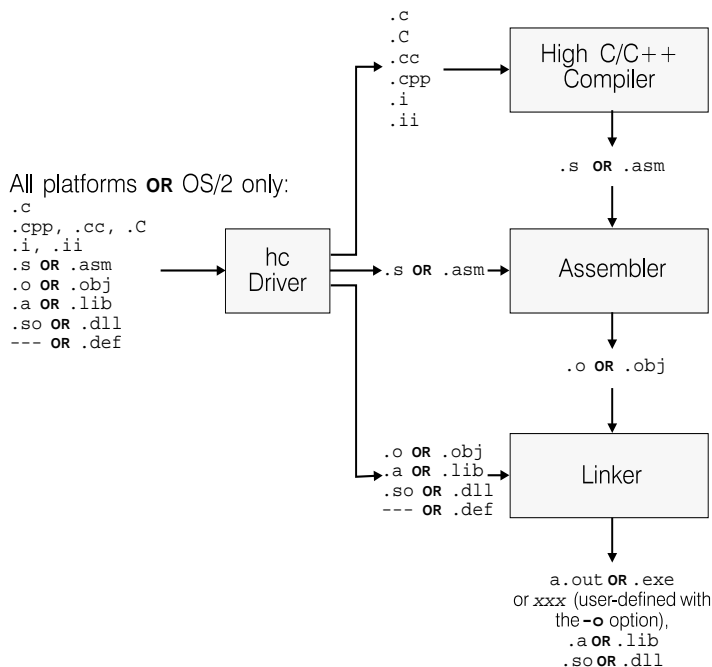 .c
.C
.cc
.cpp
.i
.ii
High C/C++
Compiler
.s OR .asm
All platforms OR OS/2 only:
.c
.cpp, .cc, .C
.i, .ii
.s OR .asm
.o OR .obj
.a OR .lib
.so OR .dll
--- OR .def
hc
Driver
.s OR .asm
Assembler
.o OR .obj
.o OR .obj
.a OR .lib
.so OR .dll
--- OR .def
Linker
a.out OR .exe
or xxx (user-defined with
the -o option),
.a OR .lib
.so OR .dll